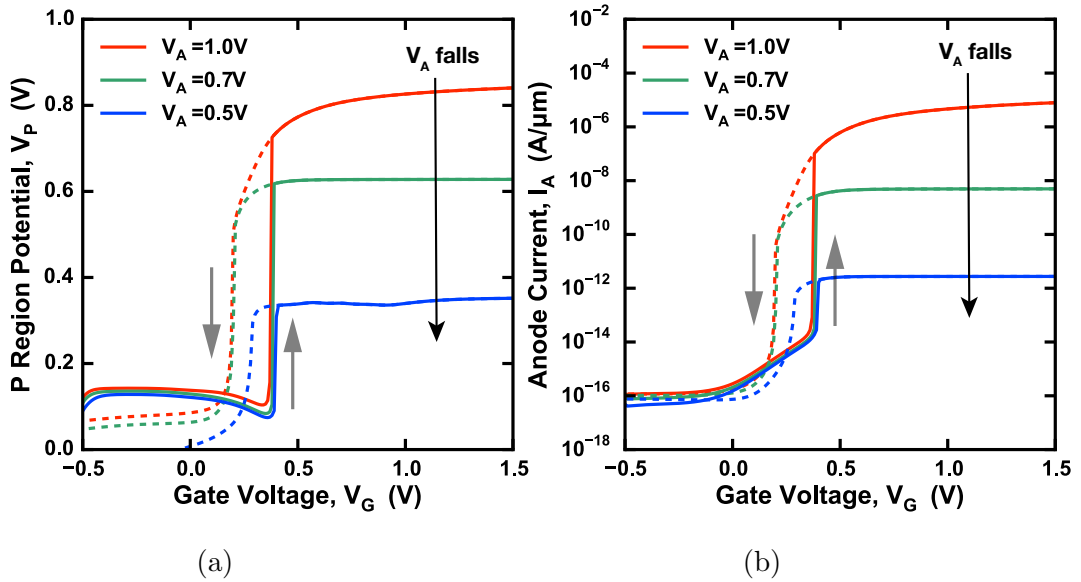 P Region Potential, V_P (V)
1.0
0.8
0.6
0.4
0.2
0.0
V_A=1.0V
V_A=0.7V
V_A=0.5V
V_A falls
−0.5 0.0 0.5 1.0 1.5
Gate Voltage, V_G (V)
(a)
Anode Current, I_A (A/μm)
10^−2
10^−4
10^−6
10^−8
10^−10
10^−12
10^−14
10^−16
10^−18
V_A=1.0V
V_A=0.7V
V_A=0.5V
V_A falls
−0.5 0.0 0.5 1.0 1.5
Gate Voltage, V_G (V)
(b)